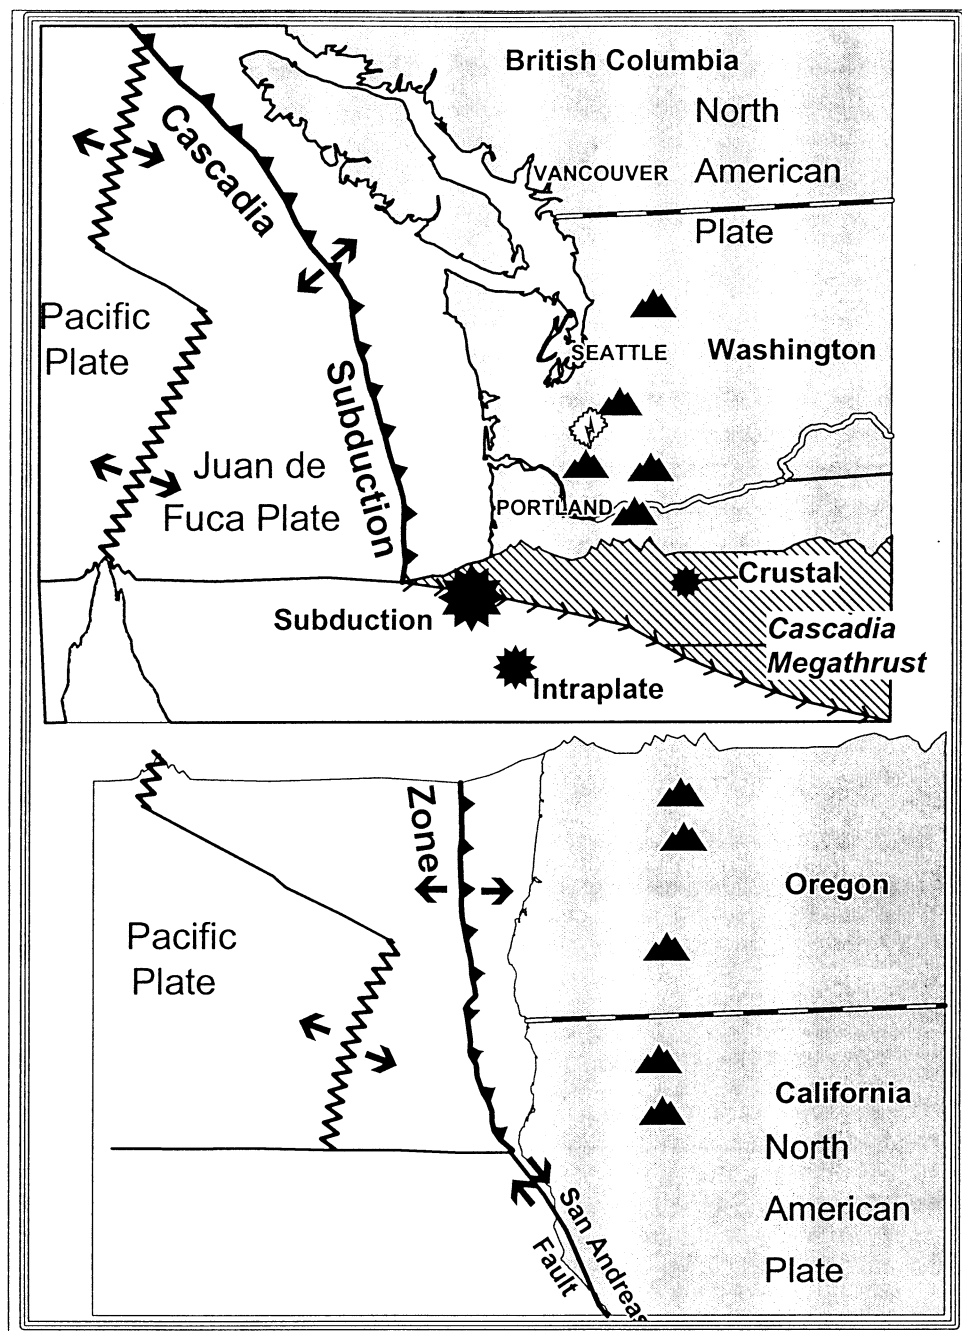 British Columbia
North
American
Plate
VANCOUVER
Cascadia
Pacific
Plate
SEATTLE
Washington
Subduction
Juan de
Fuca Plate
PORTLAND
Crustal
Subduction
Cascadia
Megathrust
Intraplate
Zone
Oregon
Pacific
Plate
California
North
American
Plate
San Andreas
Fault